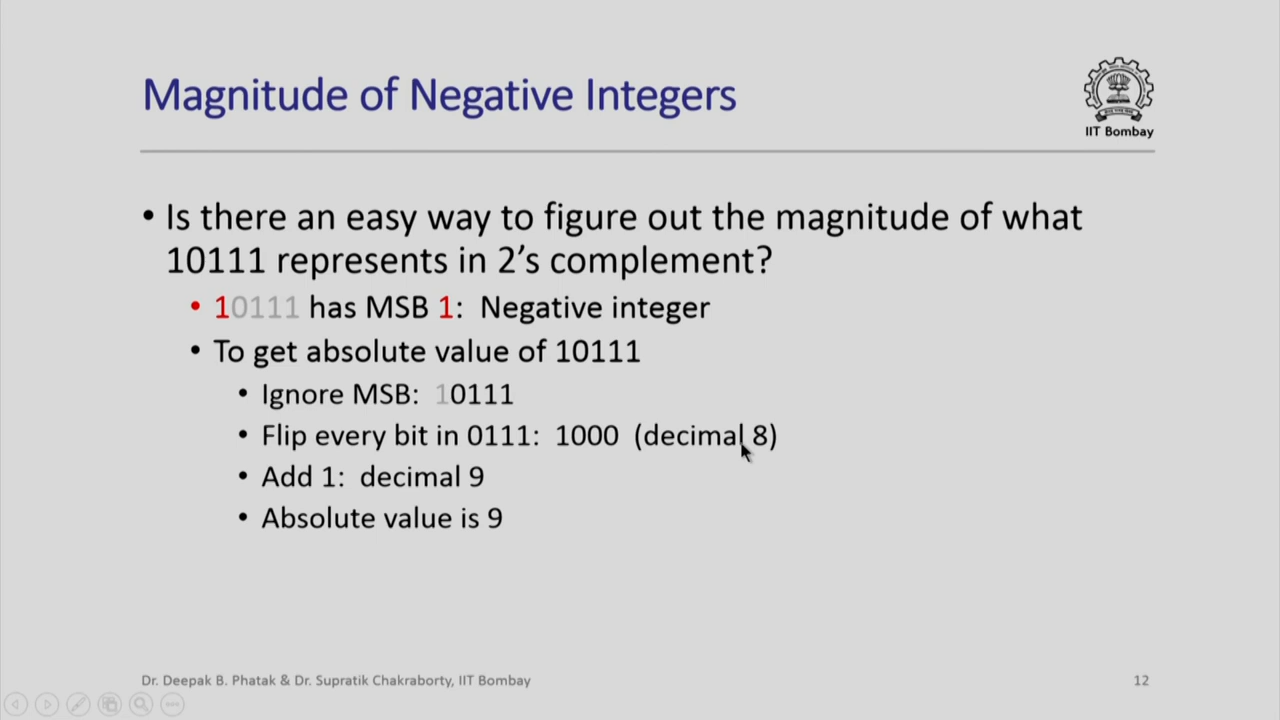 Magnitude of Negative Integers
IIT Bombay
• Is there an easy way to figure out the magnitude of what
10111 represents in 2’s complement?
• 10111 has MSB 1: Negative integer
• To get absolute value of 10111
• Ignore MSB: 10111
• Flip every bit in 0111: 1000 (decimal 8)
• Add 1: decimal 9
• Absolute value is 9
Dr. Deepak B. Phatak & Dr. Supratik Chakraborty, IIT Bombay
12